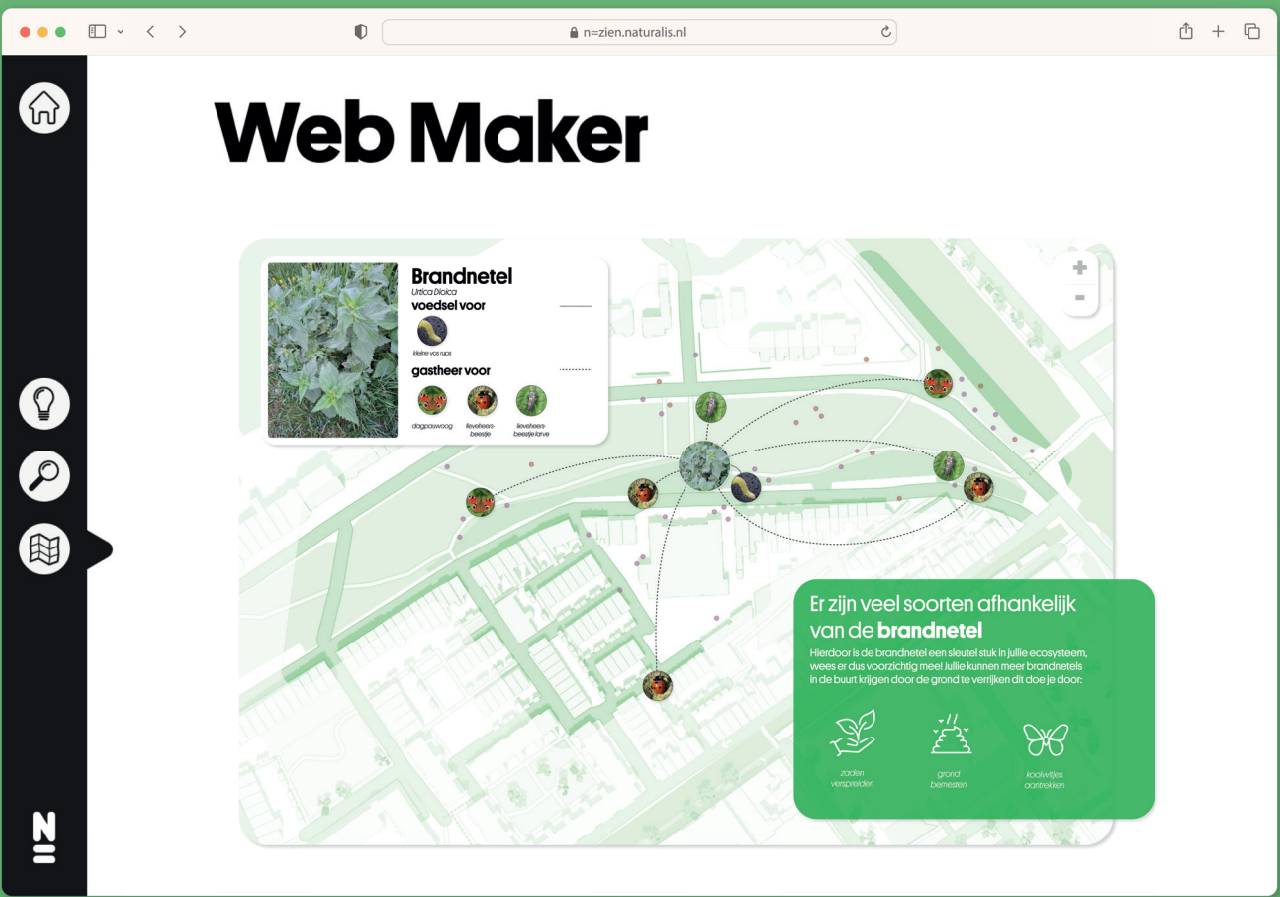 n=zien.naturalis.nl
Web Maker
Brandnetel
Urtica Dioica
voedsel voor
kleine vos rups
gastheer voor
dagpauwoog
lieveheers-
beestje
lieveheers-
beestje larve
+
-
Er zijn veel soorten afhankelijk
van de brandnetel
Hierdoor is de brandnetel een sleutel stuk in jullie ecosysteem,
wees er dus voorzichtig mee! Jullie kunnen meer brandnetels
in de buurt krijgen door de grond te verrijken dit doe je door:
zaden
verspreider
grond
bemesten
koolwitjes
aantrekken
N